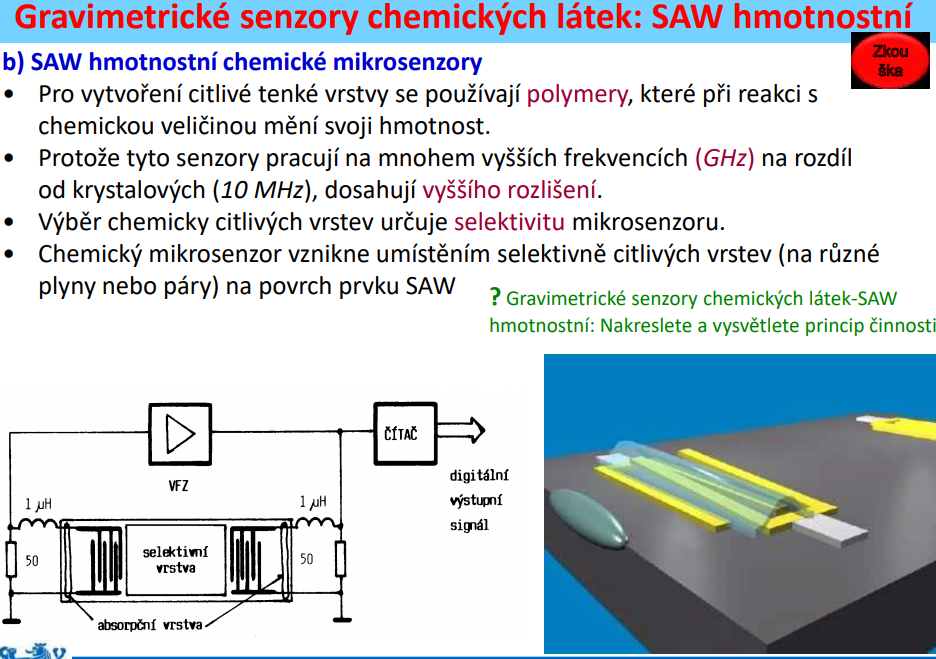 Gravimetrické senzory chemických látek: SAW hmotnostní
Zkou
ška
b) SAW hmotnostní chemické mikrosenzory
• Pro vytvoření citlivé tenké vrstvy se používají polymery, které při reakci s
chemickou veličinou mění svoji hmotnost.
• Protože tyto senzory pracují na mnohem vyšších frekvencích (GHz) na rozdíl
od krystalových (10 MHz), dosahují vyššího rozlišení.
• Výběr chemicky citlivých vrstev určuje selektivitu mikrosenzoru.
• Chemický mikrosenzor vznikne umístěním selektivně citlivých vrstev (na různé
plyny nebo páry) na povrch prvku SAW
? Gravimetrické senzory chemických látek-SAW
hmotnostní: Nakreslete a vysvětlete princip činnosti
VFZ
ČÍTAČ
digitální
výstupní
signál
1 μH
1 μH
50
selektivní
vrstva
50
absorpční vrstva